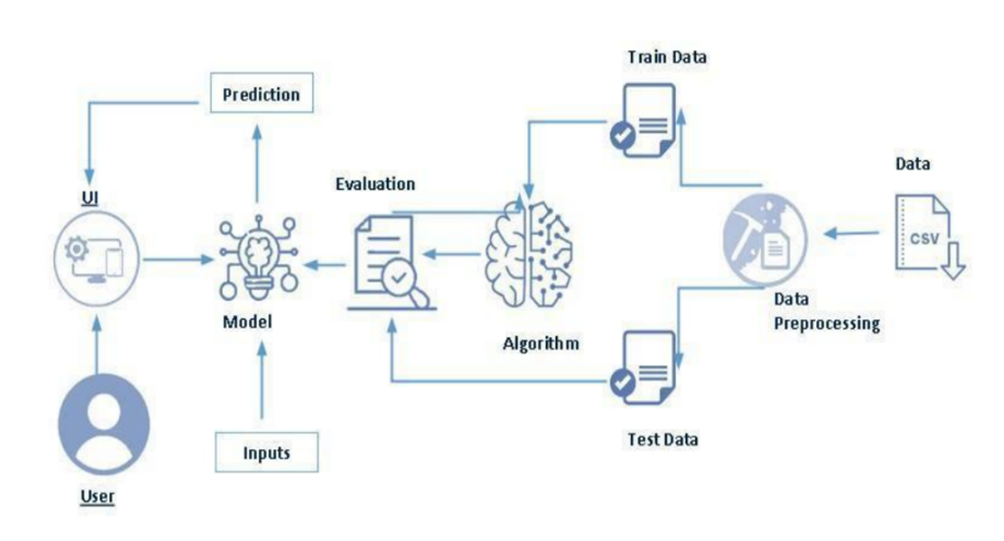 Train Data
Prediction
Data
Evaluation
UI
CSV
Data
Preprocessing
Model
Algorithm
Test Data
Inputs
User